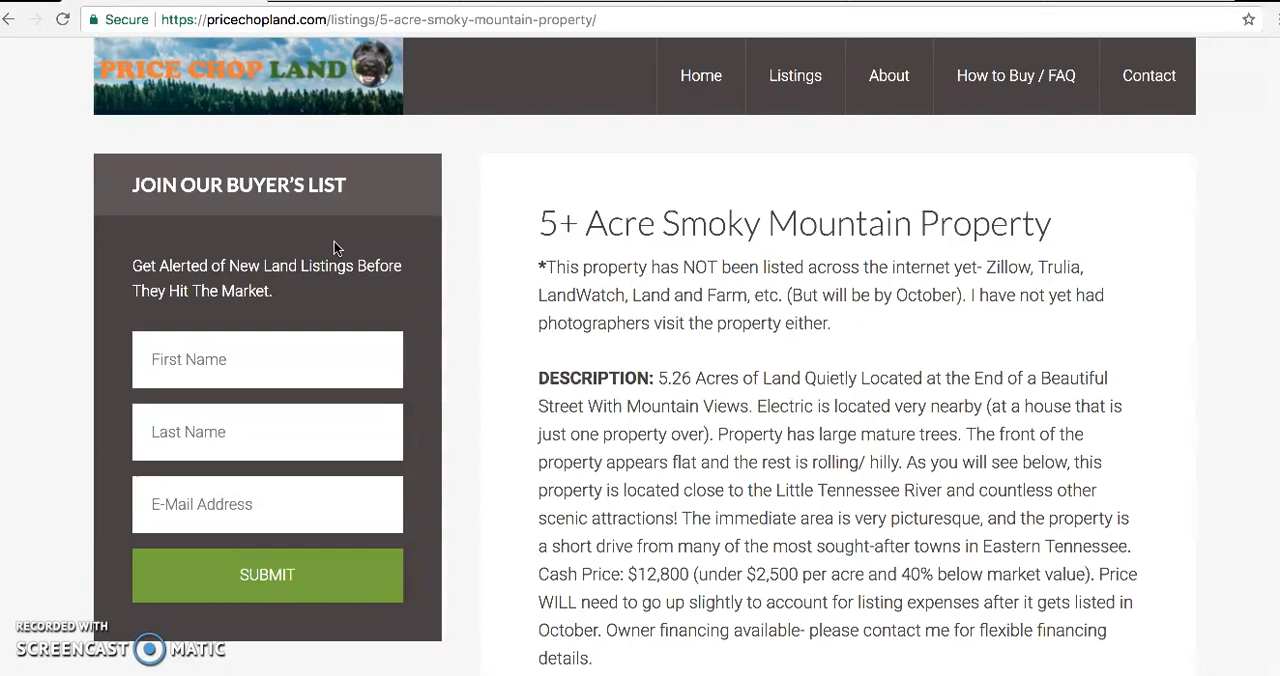 Secure | https://pricechopland.com/listings/5-acre-smoky-mountain-property/
PRICE CHOP LAND
Home
Listings
About
How to Buy / FAQ
Contact
JOIN OUR BUYER'S LIST
Get Alerted of New Land Listings Before
They Hit The Market.
First Name
Last Name
E-Mail Address
SUBMIT
5+ Acre Smoky Mountain Property
*This property has NOT been listed across the internet yet- Zillow, Trulia,
LandWatch, Land and Farm, etc. (But will be by October). I have not yet had
photographers visit the property either.
DESCRIPTION: 5.26 Acres of Land Quietly Located at the End of a Beautiful
Street With Mountain Views. Electric is located very nearby (at a house that is
just one property over). Property has large mature trees. The front of the
property appears flat and the rest is rolling/ hilly. As you will see below, this
property is located close to the Little Tennessee River and countless other
scenic attractions! The immediate area is very picturesque, and the property is
a short drive from many of the most sought-after towns in Eastern Tennessee.
Cash Price: $12,800 (under $2,500 per acre and 40% below market value). Price
WILL need to go up slightly to account for listing expenses after it gets listed in
October. Owner financing available- please contact me for flexible financing
details.
RECORDED WITH
SCREENCAST MATIC